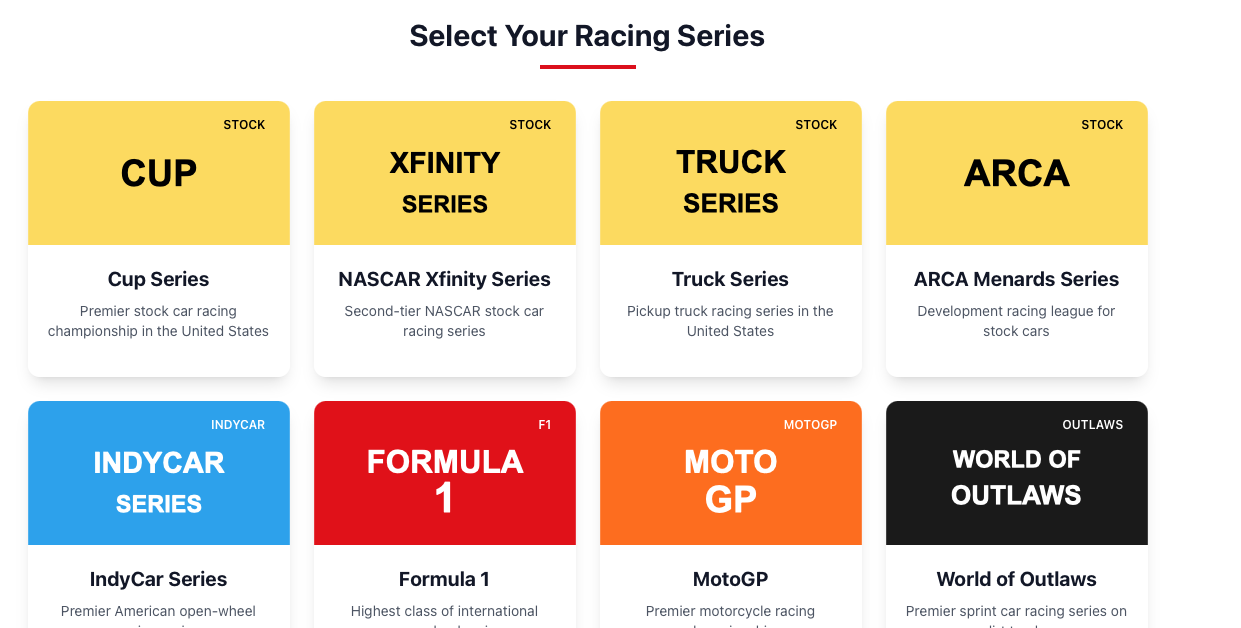 Select Your Racing Series
STOCK
CUP
Cup Series
Premier stock car racing
championship in the United States
STOCK
XFINITY
SERIES
NASCAR Xfinity Series
Second-tier NASCAR stock car
racing series
STOCK
TRUCK
SERIES
Truck Series
Pickup truck racing series in the
United States
STOCK
ARCA
ARCA Menards Series
Development racing league for
stock cars
INDYCAR
INDYCAR
SERIES
IndyCar Series
Premier American open-wheel
F1
FORMULA
1
Formula 1
Highest class of international
MOTOGP
MOTO
GP
MotoGP
Premier motorcycle racing
OUTLAWS
WORLD OF
OUTLAWS
World of Outlaws
Premier sprint car racing series on